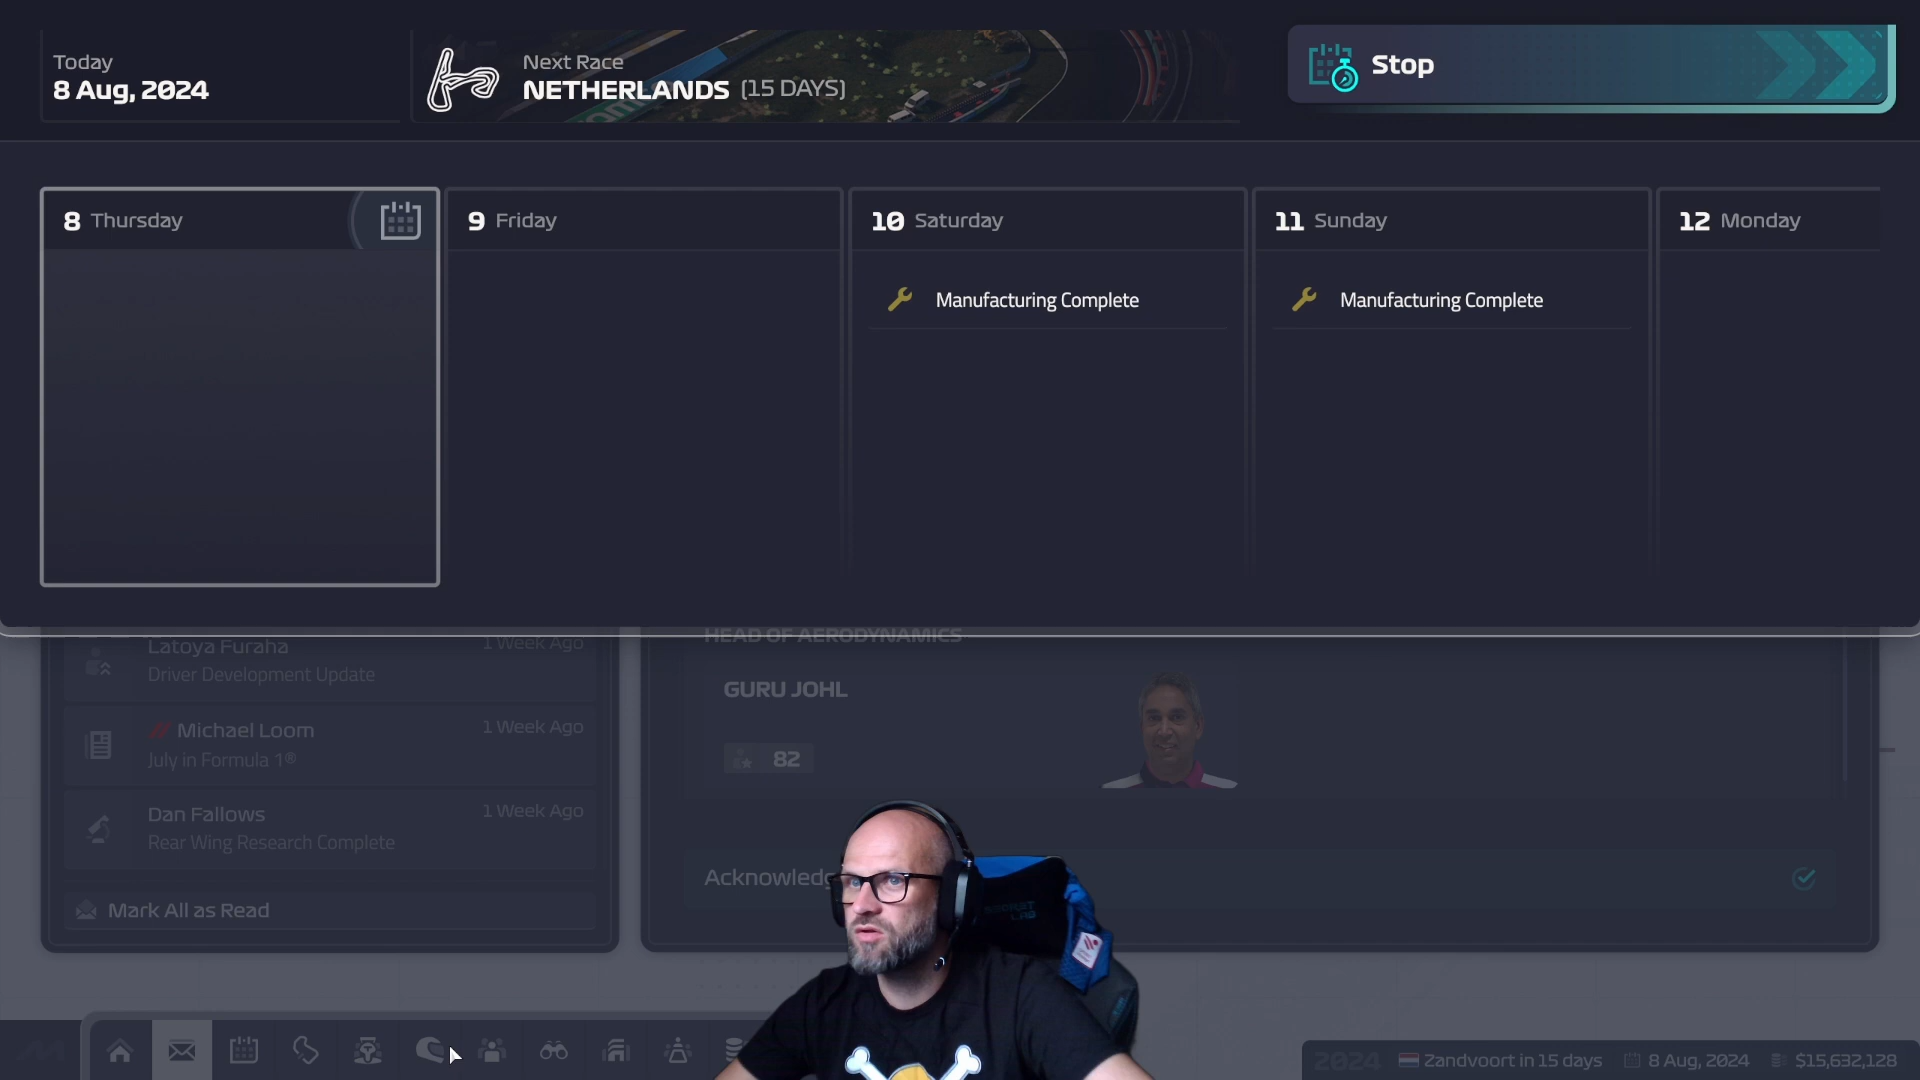 Today
8 Aug, 2024
Next Race
NETHERLANDS (15 DAYS)
Stop
8 Thursday
9 Friday
10 Saturday
11 Sunday
12 Monday
Manufacturing Complete
Manufacturing Complete
Latoya Furaha
1 Week Ago
Driver Development Update
Michael Loom
1 Week Ago
July in Formula 1®
Dan Fallows
1 Week Ago
Rear Wing Research Complete
Mark All as Read
HEAD OF AERODYNAMICS
GURU JOHL
82
Acknowledg
SECRET
LAB
2024
Zandvoort in 15 days
8 Aug, 2024
$15,632,128